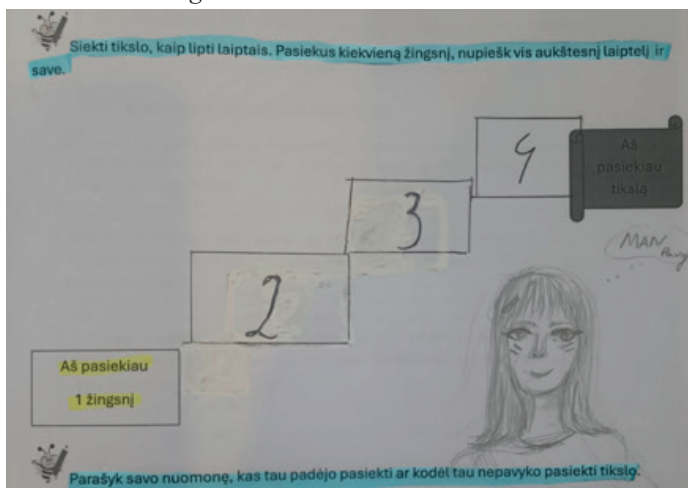 Siekti tikslo, kaip lipti laiptais. Pasiekus kiekvieną žingsnį, nupiešk vis aukštesnį laiptelį ir
save.
4
Aš
pasiekiau
tikslą
3
MAN
2
Aš pasiekiau
1 žingsnį
Parašyk savo nuomonę, kas tau padėjo pasiekti ar kodėl tau nepavyko pasiekti tikslo.